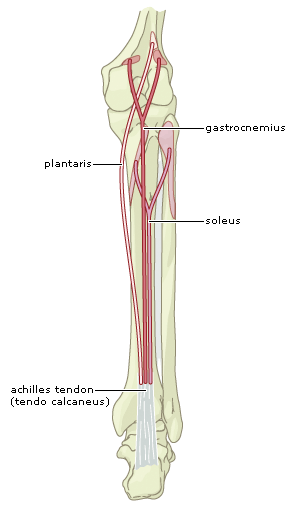 gastrocnemius
plantaris
soleus
achilles tendon
(tendo calcaneus)